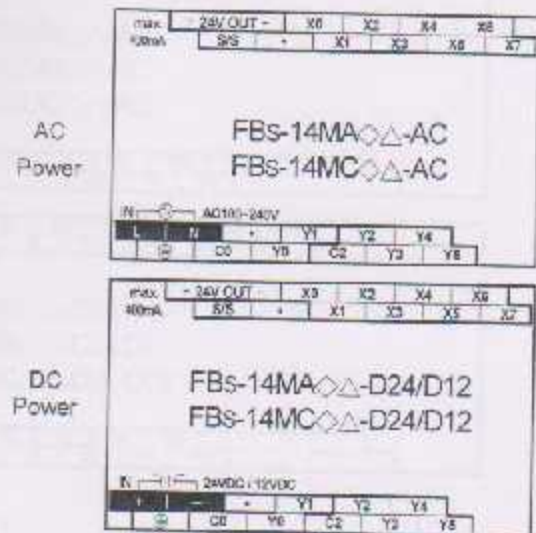 max. + 24V OUT - X0 X2 X4 X6
400mA S/S • X1 X3 X5 X7
AC
Power
FBs-14MA◇△-AC
FBs-14MC◇△-AC
IN AC100~240V
L N • Y1 Y2 Y4
C0 Y0 C2 Y3 Y5
max. + 24V OUT - X0 X2 X4 X6
400mA S/S • X1 X3 X5 X7
DC
Power
FBs-14MA◇△-D24/D12
FBs-14MC◇△-D24/D12
IN 24VDC / 12VDC
+ - • Y1 Y2 Y4
C0 Y0 C2 Y3 Y5